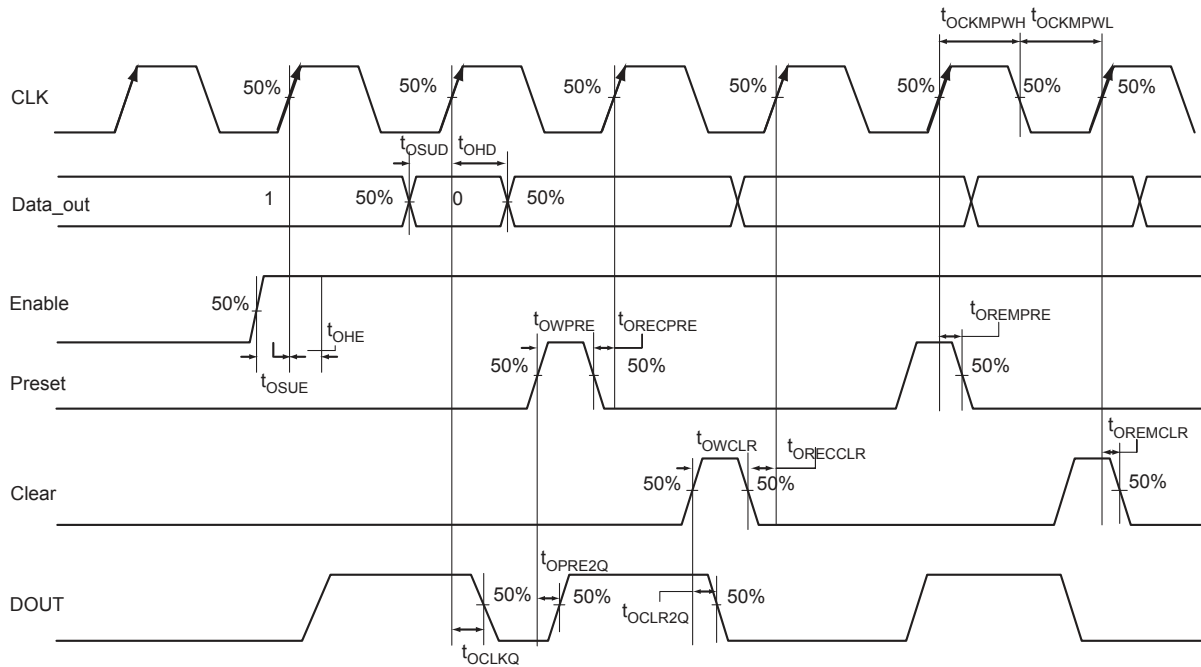 tOCKMPWH tOCKMPWL
CLK
50% 50% 50% 50% 50% 50% 50% 50%
tOSUD tOHD
Data_out
1 50% 0 50%
Enable
50%
tOHE
tOSUE
tOWPRE tORECPRE tOREMPRE
Preset
50% 50% 50%
tOWCLR tORECCLR tOREMCLR
Clear
50% 50% 50%
tOPRE2Q
DOUT
50% 50% 50%
tOCLR2Q
tOCLKQ